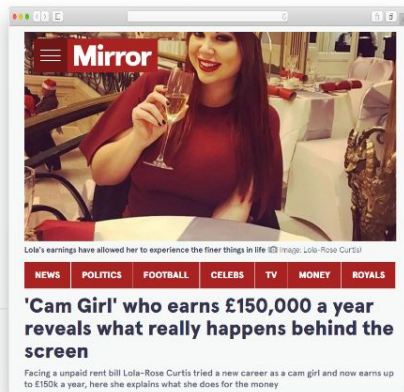 Mirror
Lola's earnings have allowed her to experience the finer things in life Image: Lola-Rose Curtis)
NEWS POLITICS FOOTBALL CELEBS TV MONEY ROYALS
'Cam Girl' who earns £150,000 a year
reveals what really happens behind the
screen
Facing a unpaid rent bill Lola-Rose Curtis tried a new career as a cam girl and now earns up
to £150k a year, here she explains what she does for the money